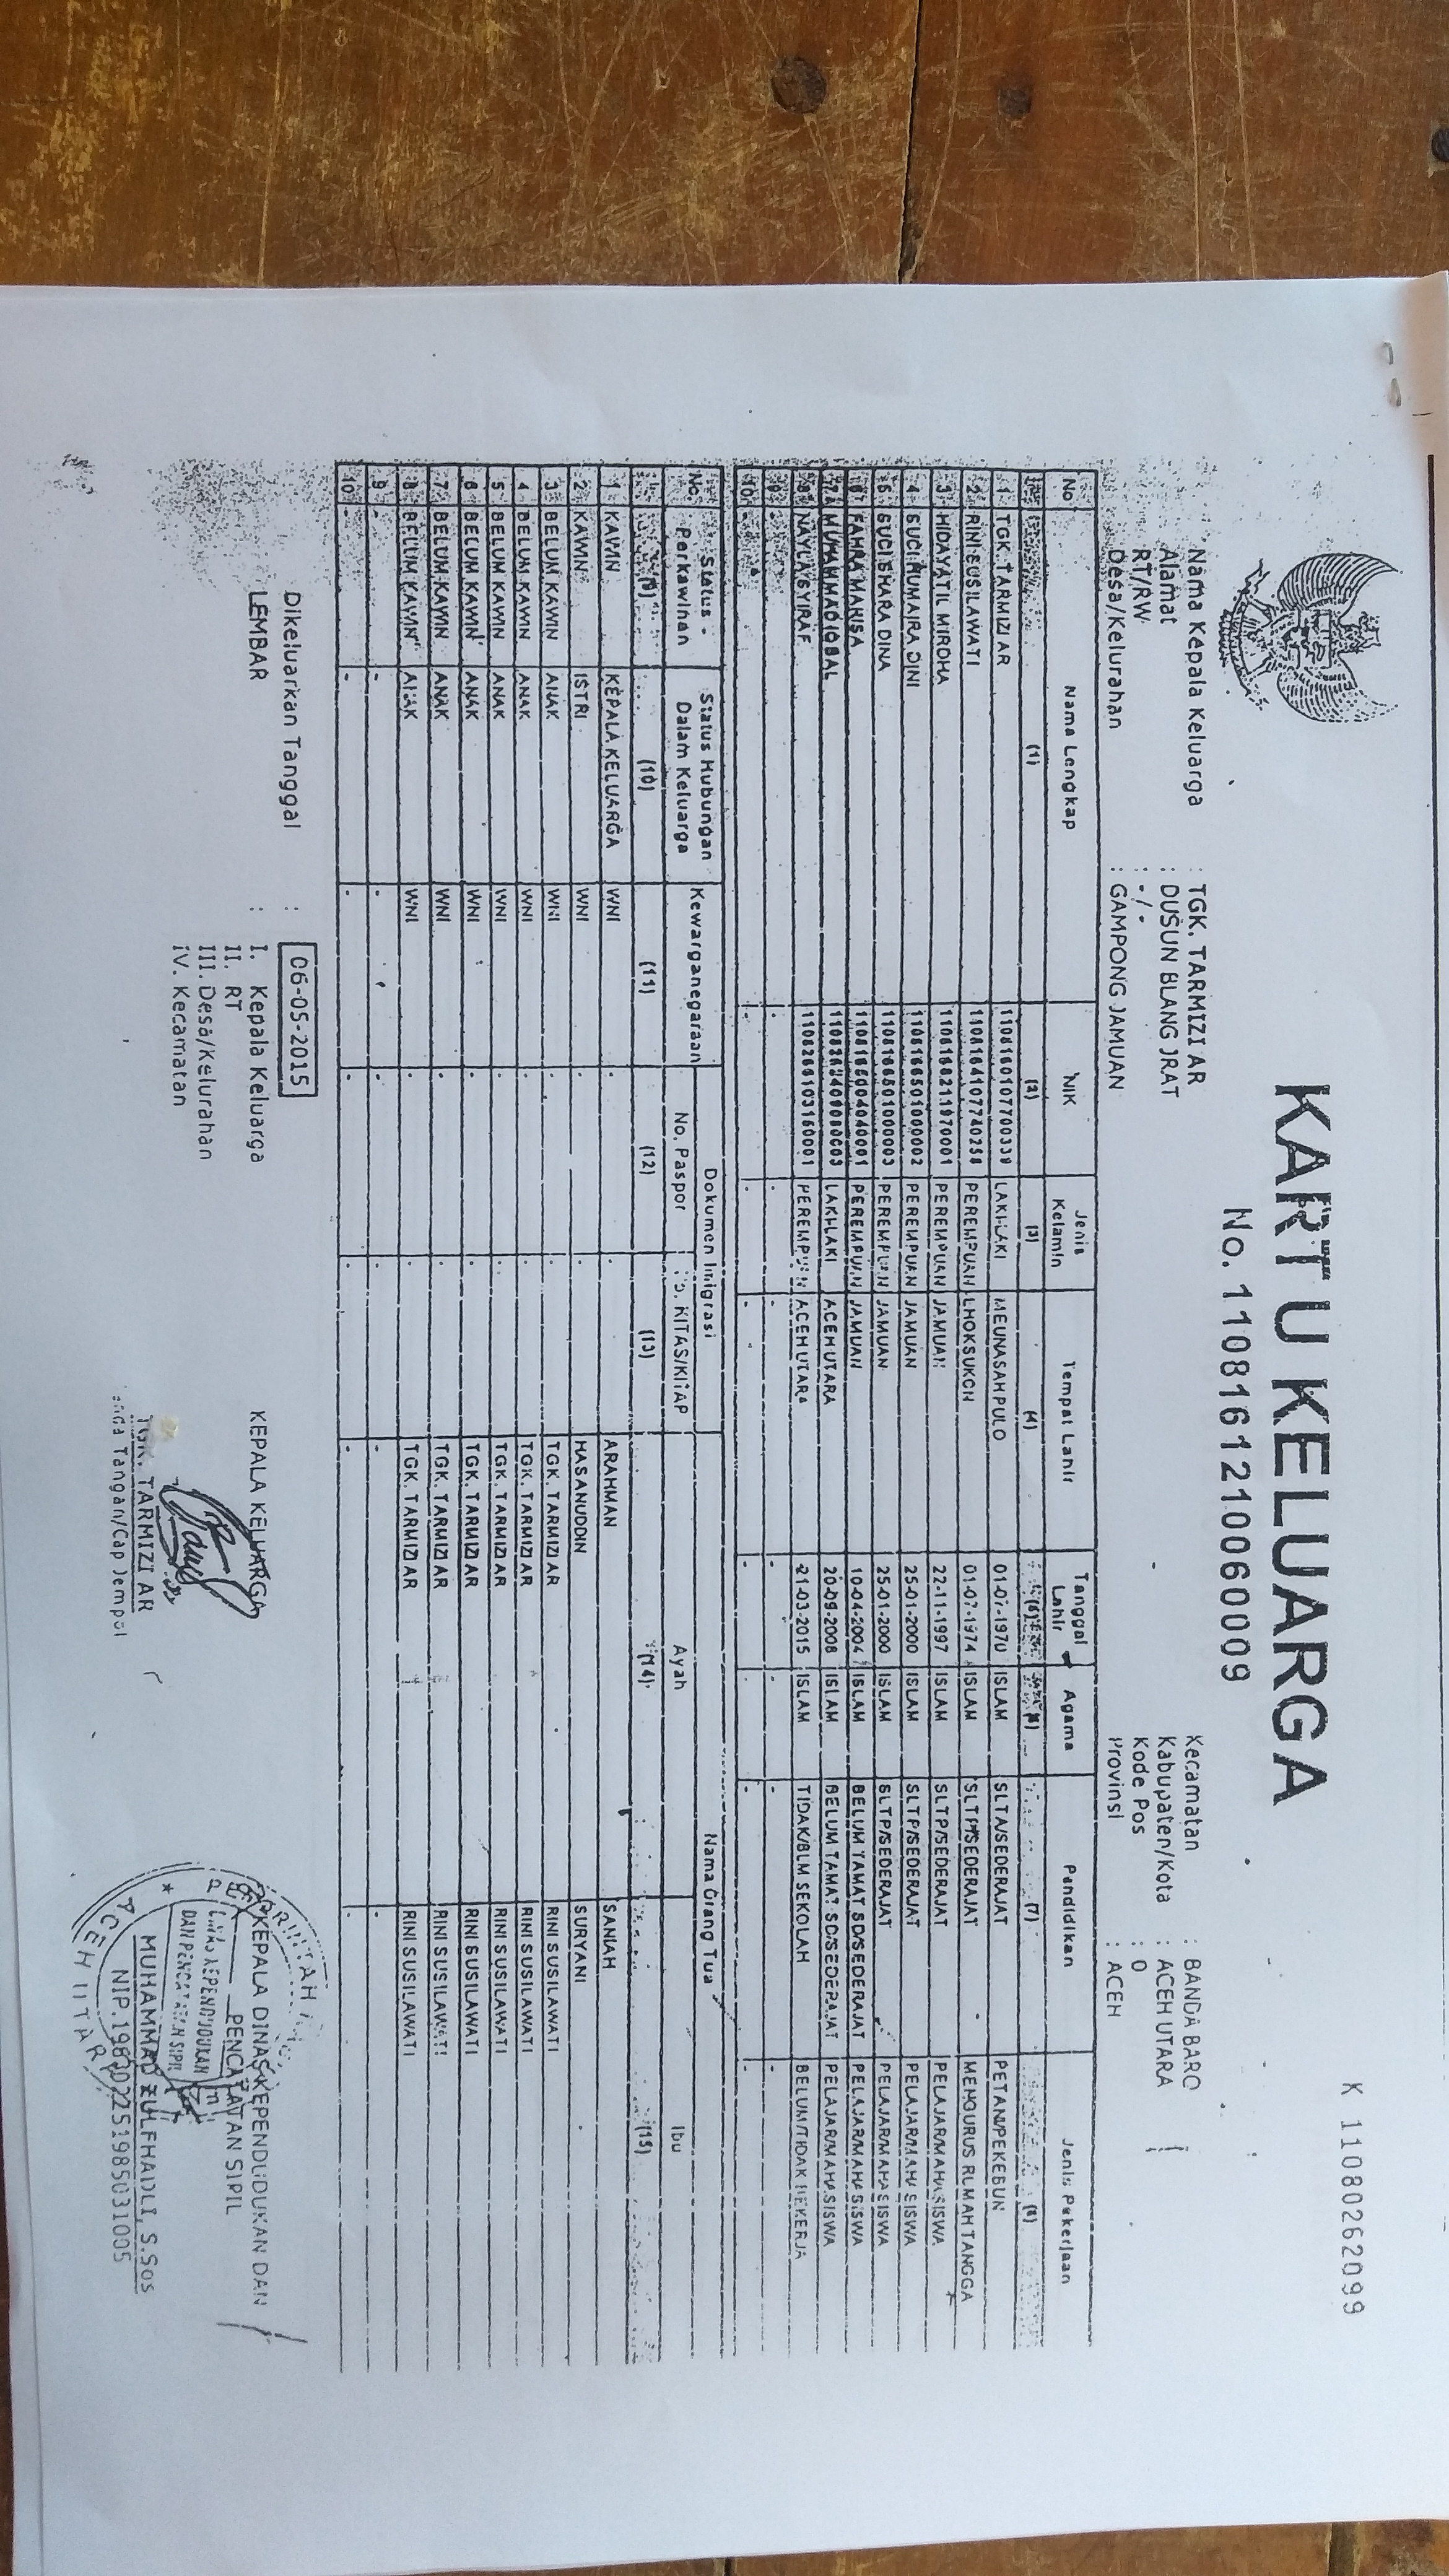 K 11080262099
KARTU KELUARGA
No. 1108161210060009
Nama Kepala Keluarga : TGK. TARMIZI AR
Alamat : DUSUN BLANG JRAT
RT/RW : -/-
Desa/Kelurahan : GAMPONG JAMUAN
Kecamatan : BANDA BARO
Kabupaten/Kota : ACEH UTARA
Kode Pos : 0
Provinsi : ACEH
No Nama Lengkap NIK Jenis Kelamin Tempat Lahir Tanggal Lahir Agama Pendidikan Jenis Pekerjaan
(1) (2) (3) (4) (5) (6) (7) (8)
1 TGK. TARMIZI AR 1108160107700339 LAKI-LAKI MEUNASAH PULO 01-07-1970 ISLAM SLTA/SEDERAJAT PETANI/PEKEBUN
2 RINI SUSILAWATI PEREMPUAN LHOKSUKON 01-07-1974 ISLAM SLTP/SEDERAJAT MENGURUS RUMAH TANGGA
3 HIDAYATIL MIRDHA 1108166211970001 PEREMPUAN JAMUAN 22-11-1997 ISLAM SLTP/SEDERAJAT PELAJAR/MAHASISWA
4 SUCI HUMAIRA DINI 1108166501000002 PEREMPUAN JAMUAN 25-01-2000 ISLAM SLTP/SEDERAJAT PELAJAR/MAHASISWA
5 SUCI SHARA DINA 1108166501000003 PEREMPUAN JAMUAN 25-01-2000 ISLAM SLTP/SEDERAJAT PELAJAR/MAHASISWA
6 FAHRA MARISA 1108165004040001 PEREMPUAN JAMUAN 10-04-2004 ISLAM BELUM TAMAT SD/SEDERAJAT PELAJAR/MAHASISWA
7 MUHAMMAD IQBAL LAKI-LAKI ACEH UTARA 20-09-2008 ISLAM BELUM TAMAT SD/SEDERAJAT PELAJAR/MAHASISWA
8 NAYLA SYIRAF PEREMPUAN ACEH UTARA 21-03-2015 ISLAM TIDAK/BLM SEKOLAH BELUM/TIDAK BEKERJA
9 - - - - - - - -
10 - - - - - - - -
No. Status Perkawinan Status Hubungan Dalam Keluarga Kewarganegaraan Dokumen Imigrasi Nama Orang Tua
No. Paspor No. KITAS/KITAP Ayah Ibu
(9) (10) (11) (12) (13) (14) (15)
1 KAWIN KEPALA KELUARGA WNI - - ARAHMAN SANIAH
2 KAWIN ISTRI WNI - - HASANUDDIN SURYANI
3 BELUM KAWIN ANAK WNI - - TGK. TARMIZI AR RINI SUSILAWATI
4 BELUM KAWIN ANAK WNI - - TGK. TARMIZI AR RINI SUSILAWATI
5 BELUM KAWIN ANAK WNI - - TGK. TARMIZI AR RINI SUSILAWATI
6 BELUM KAWIN ANAK WNI - - TGK. TARMIZI AR RINI SUSILAWATI
7 BELUM KAWIN ANAK WNI - - TGK. TARMIZI AR RINI SUSILAWATI
8 BELUM KAWIN ANAK WNI - - TGK. TARMIZI AR RINI SUSILAWATI
9 - - - - - - -
10 - - - - - - -
Dikeluarkan Tanggal : 06-05-2015
LEMBAR : I. Kepala Keluarga
II. RT
III. Desa/Kelurahan
IV. Kecamatan
KEPALA KELUARGA
TGK. TARMIZI AR
Tanda Tangan/Cap Jempol
KEPALA DINAS KEPENDUDUKAN DAN
PENCATATAN SIPIL
PEMERINTAH
DINAS KEPENDUDUKAN
DAN PENCATATAN SIPIL
ACEH UTARA
MUHAMMAD ZULFHADLI, S.Sos
NIP.196302251985031005